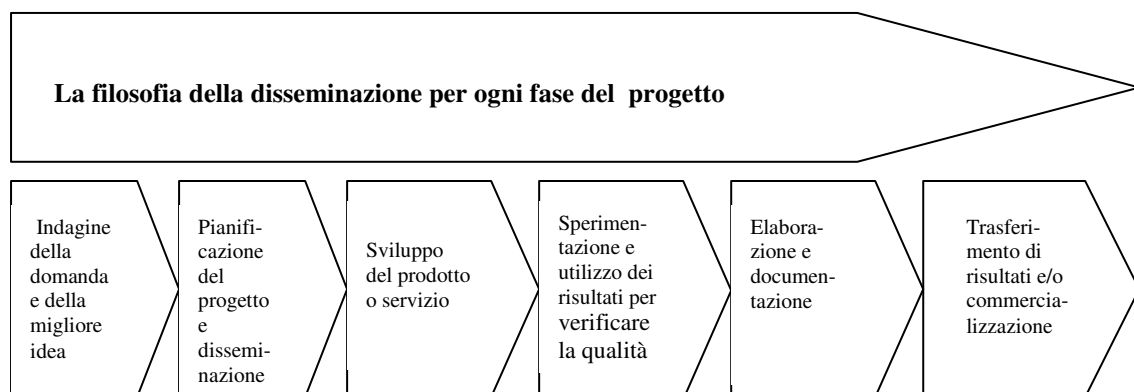 La filosofia della disseminazione per ogni fase del progetto
Indagine
della
domanda
e della
migliore
idea
Pianifi-
cazione
del
progetto
e
dissemi-
nazione
Sviluppo
del prodotto
o servizio
Sperimen-
tazione e
utilizzo dei
risultati per
verificare
la qualità
Elabora-
zione e
documen-
tazione
Trasferi-
mento di
risultati e/o
commercia-
lizzazione